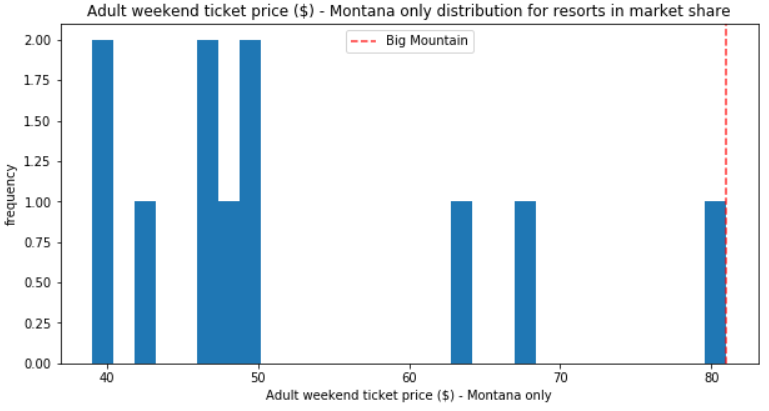 Adult weekend ticket price ($) - Montana only distribution for resorts in market share
Big Mountain
2.00
1.75
1.50
1.25
1.00
0.75
0.50
0.25
0.00
frequency
40 50 60 70 80
Adult weekend ticket price ($) - Montana only